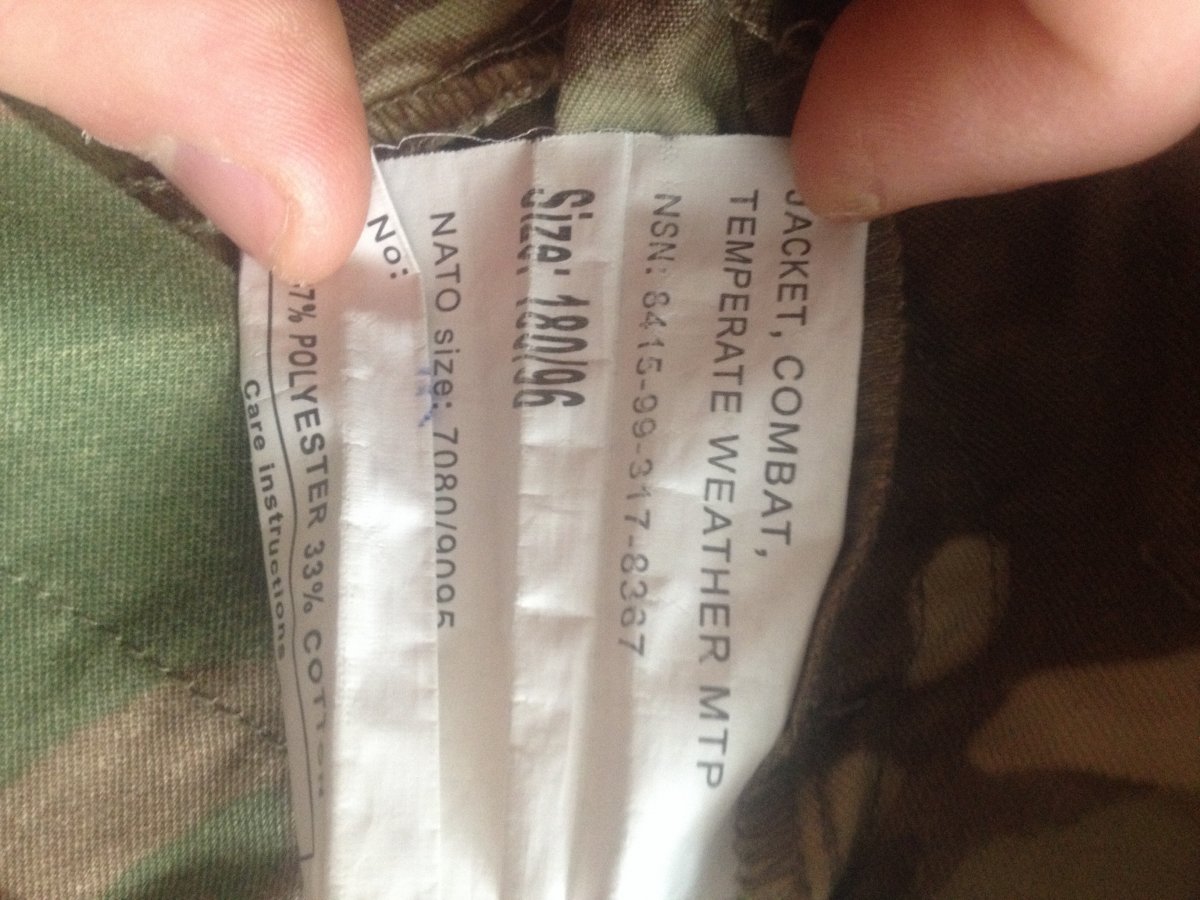 JACKET, COMBAT,
TEMPERATE WEATHER MTP
NSN: 8415-99-317-8367
Size: 180/96
NATO size: 7080/9095
No:
7% POLYESTER 33%
Care instructions